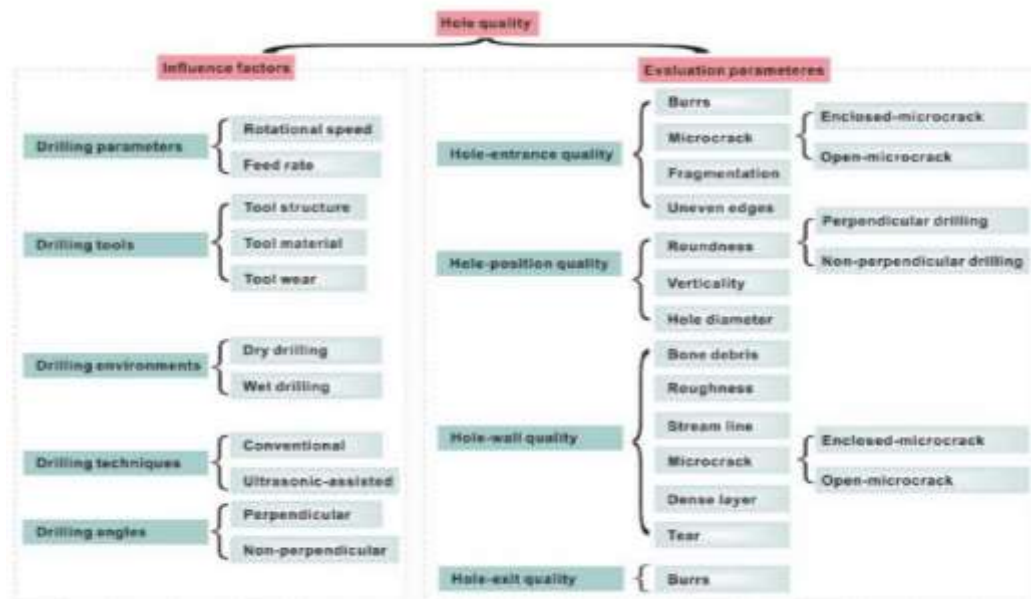 Hole quality
Influence factors
Drilling parameters
Rotational speed
Feed rate
Drilling tools
Tool structure
Tool material
Tool wear
Drilling environments
Dry drilling
Wet drilling
Drilling techniques
Conventional
Ultrasonic-assisted
Drilling angles
Perpendicular
Non-perpendicular
Evaluation parameteres
Hole-entrance quality
Burrs
Microcrack
Enclosed-microcrack
Open-microcrack
Fragmentation
Uneven edges
Hole-position quality
Roundness
Perpendicular drilling
Non-perpendicular drilling
Verticality
Hole diameter
Hole-wall quality
Bone debris
Roughness
Stream line
Microcrack
Enclosed-microcrack
Open-microcrack
Dense layer
Tear
Hole-exit quality
Burrs